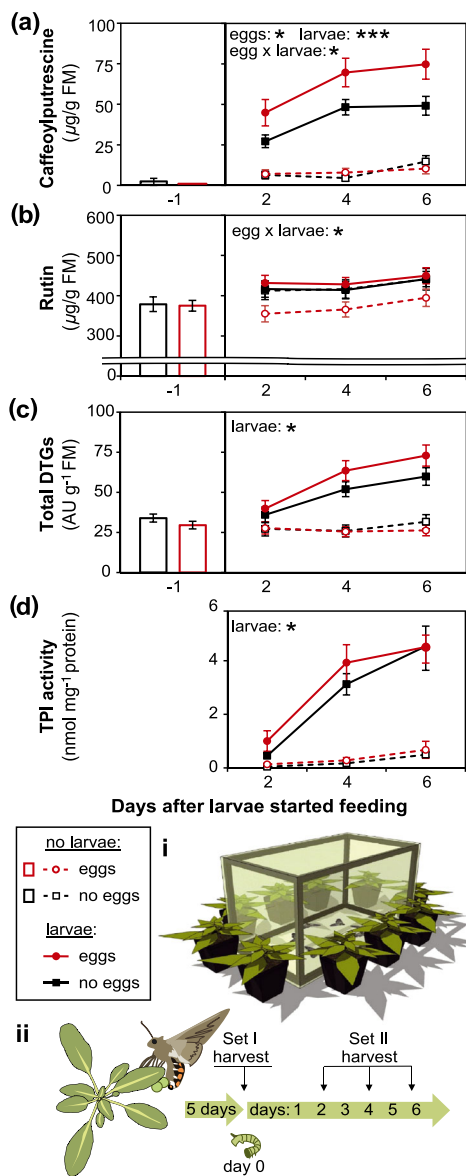 (a)
Caffeoylputrescine
(µg/g FM)
100
75
50
25
0
eggs: * larvae: ***
egg x larvae: *
-1
2 4 6
(b)
Rutin
(µg/g FM)
600
500
400
300
0
egg x larvae: *
-1
2 4 6
(c)
Total DTGs
(AU g⁻¹ FM)
100
75
50
25
0
larvae: *
-1
2 4 6
(d)
TPI activity
(nmol mg⁻¹ protein)
6
4
2
0
larvae: *
2 4 6
Days after larvae started feeding
no larvae:
eggs
no eggs
larvae:
eggs
no eggs
i
ii
Set I
harvest
Set II
harvest
5 days
days: 1 2 3 4 5 6
day 0